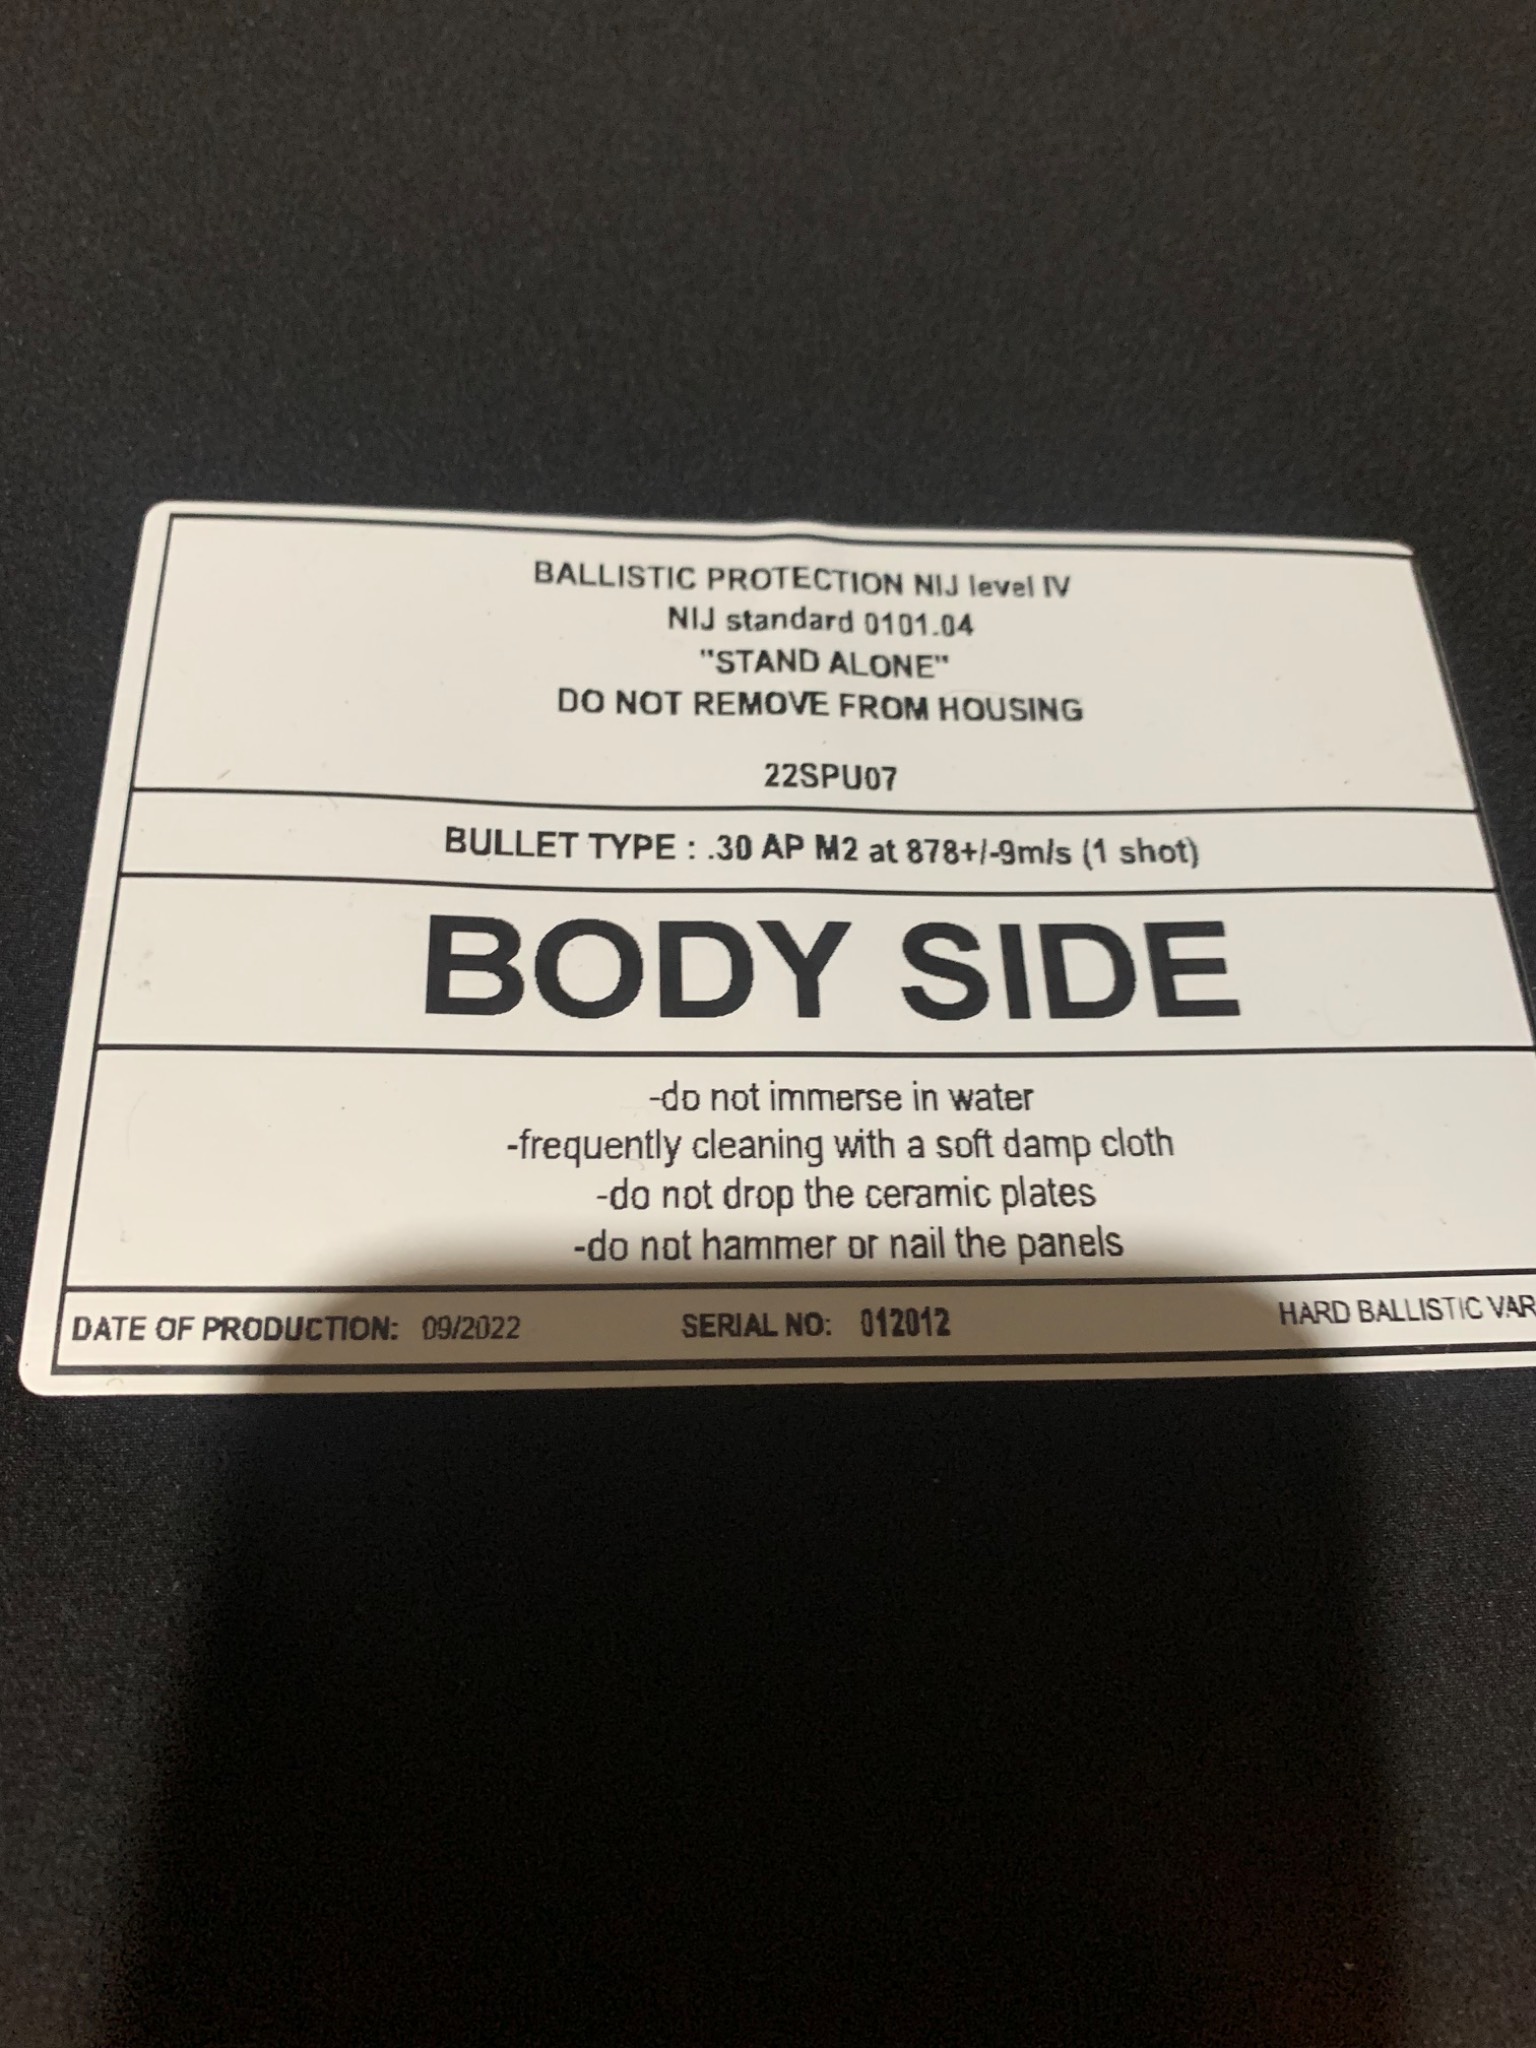 BALLISTIC PROTECTION NIJ level IV
NIJ standard 0101.04
"STAND ALONE"
DO NOT REMOVE FROM HOUSING
22SPU07
BULLET TYPE : .30 AP M2 at 878+/-9m/s (1 shot)
BODY SIDE
-do not immerse in water
-frequently cleaning with a soft damp cloth
-do not drop the ceramic plates
-do not hammer or nail the panels
DATE OF PRODUCTION: 09/2022 SERIAL NO: 012012 HARD BALLISTIC VAR